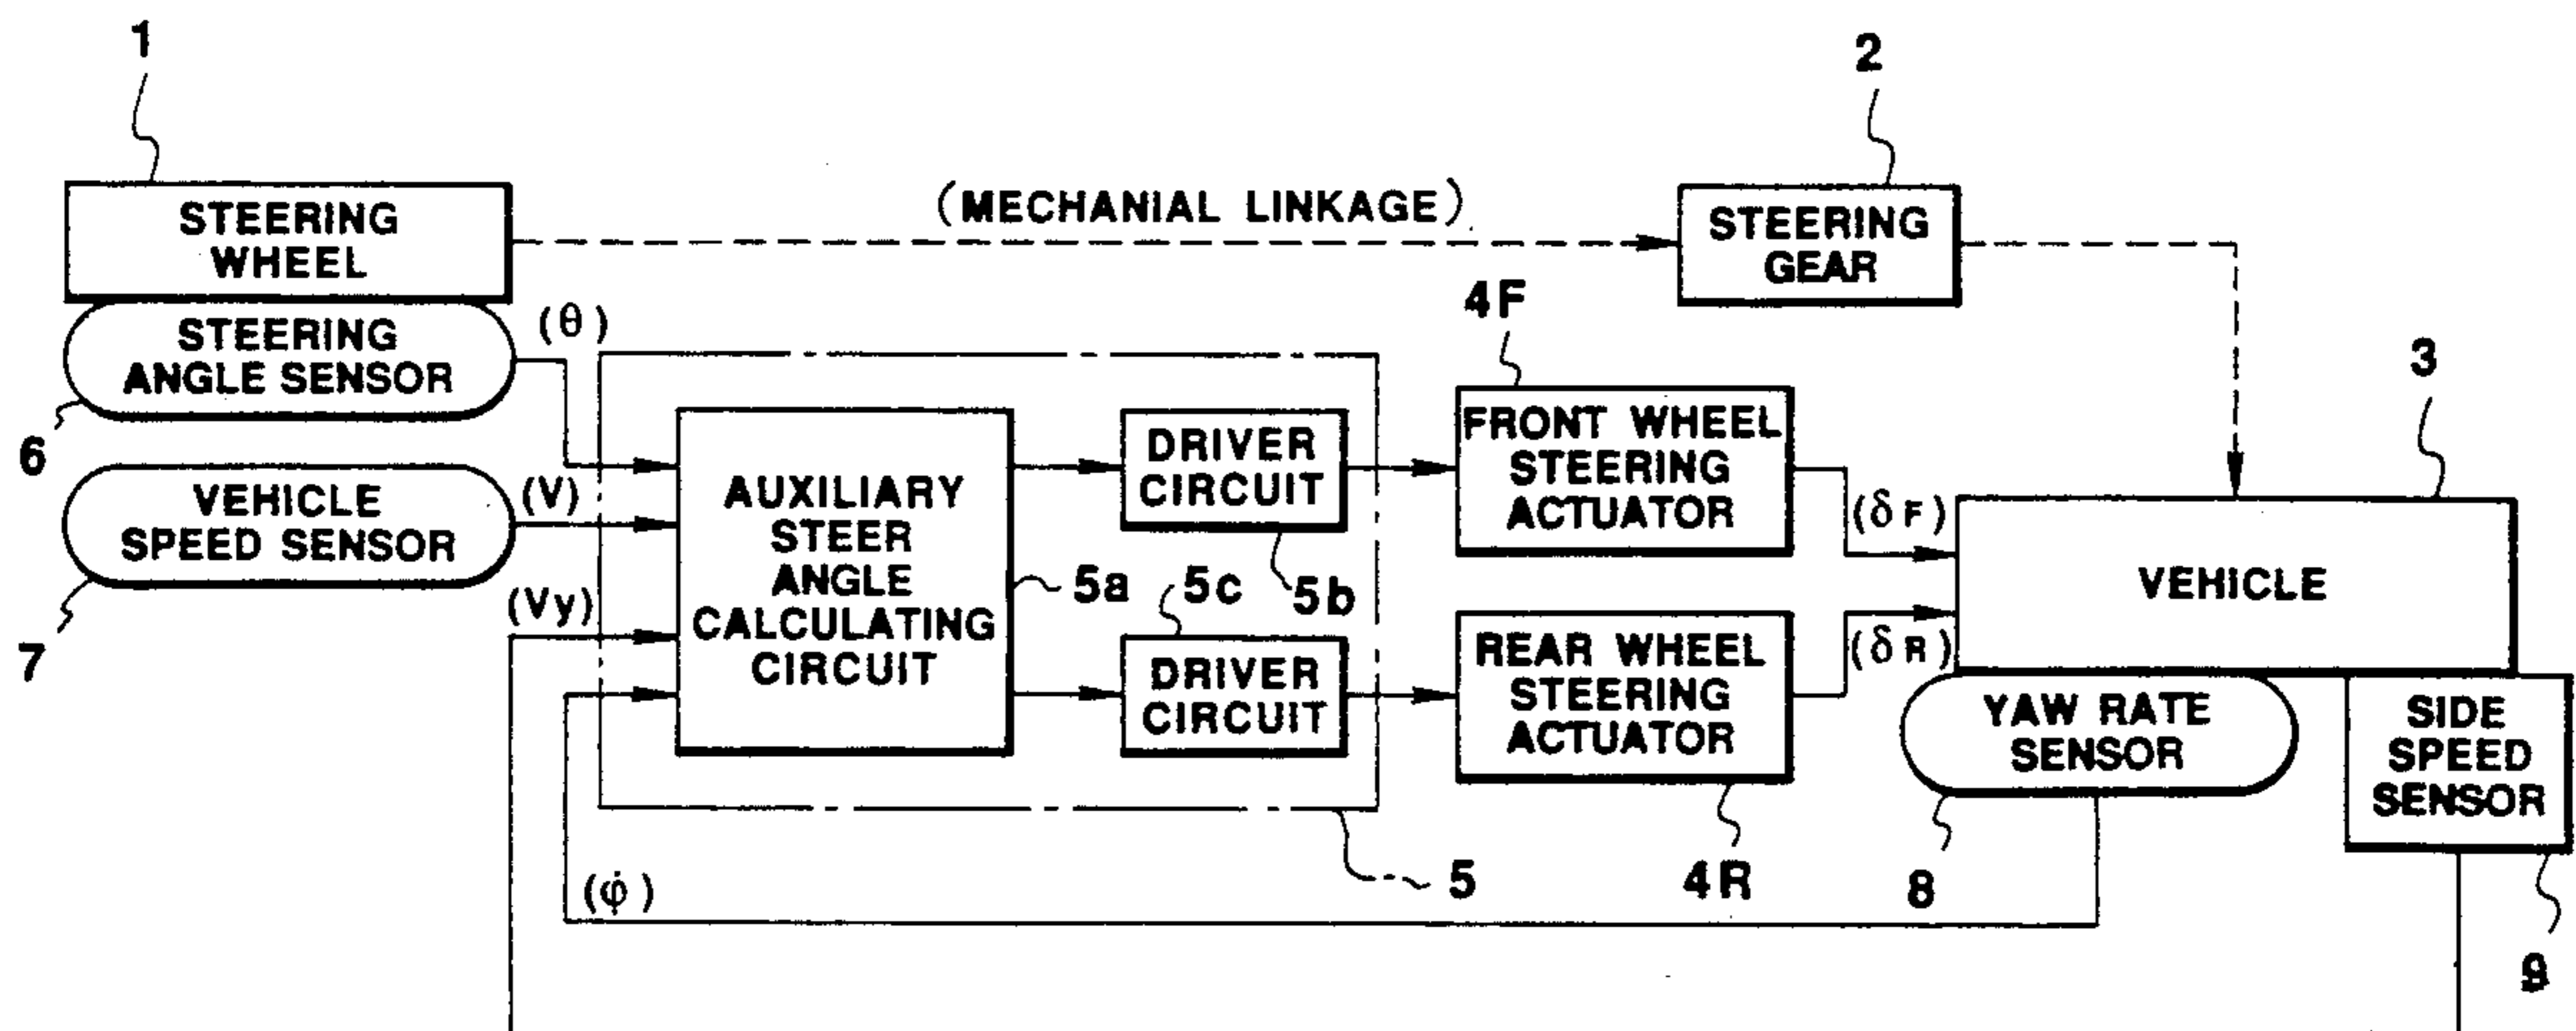 1
2
STEERING
WHEEL
(MECHANIAL LINKAGE)
STEERING
GEAR
STEERING
ANGLE SENSOR
(θ)
6
4F
3
VEHICLE
SPEED SENSOR
(V)
7
(Vy)
AUXILIARY
STEER
ANGLE
CALCULATING
CIRCUIT
5a
DRIVER
CIRCUIT
5b
5c
DRIVER
CIRCUIT
FRONT WHEEL
STEERING
ACTUATOR
(δF)
REAR WHEEL
STEERING
ACTUATOR
(δR)
VEHICLE
YAW RATE
SENSOR
SIDE
SPEED
SENSOR
(φ̇)
5
4R
8
9